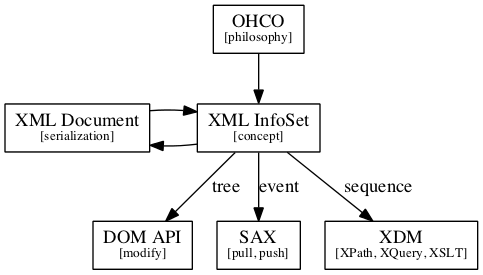 OHCO
[philosophy]
XML Document
[serialization]
XML InfoSet
[concept]
tree
event
sequence
DOM API
[modify]
SAX
[pull, push]
XDM
[XPath, XQuery, XSLT]